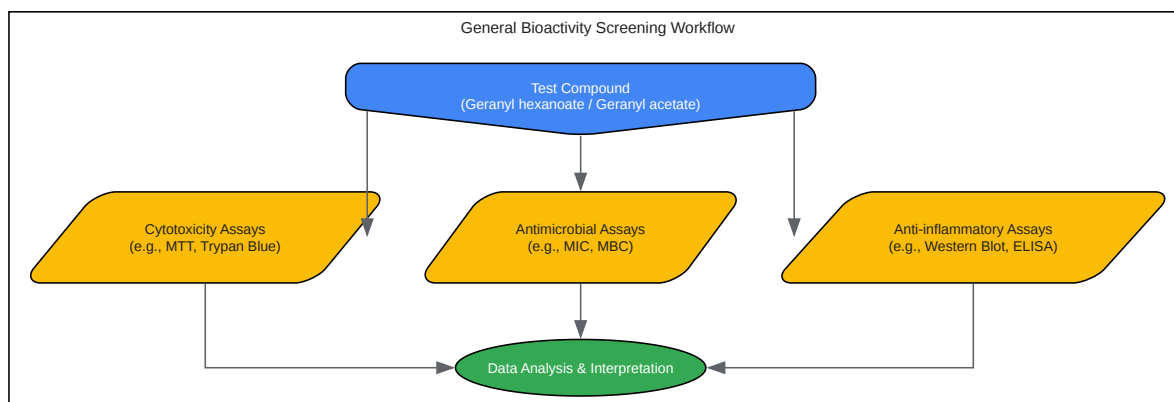 General Bioactivity Screening Workflow
Test Compound
(Geranyl hexanoate / Geranyl acetate)
Cytotoxicity Assays
(e.g., MTT, Trypan Blue)
Antimicrobial Assays
(e.g., MIC, MBC)
Anti-inflammatory Assays
(e.g., Western Blot, ELISA)
Data Analysis & Interpretation